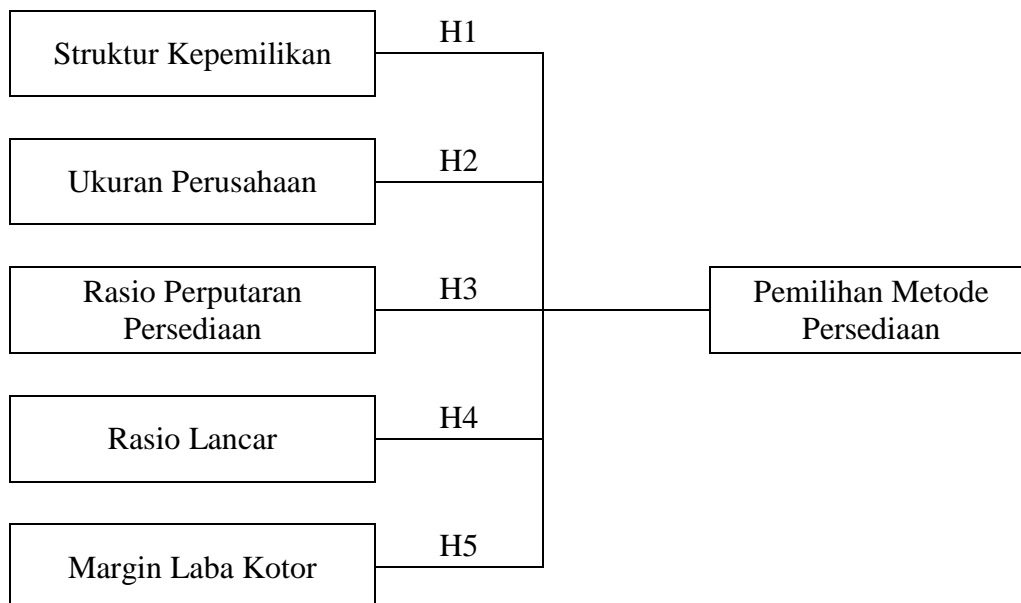 H1
Struktur Kepemilikan
H2
Ukuran Perusahaan
H3
Rasio Perputaran
Persediaan
Pemilihan Metode
Persediaan
H4
Rasio Lancar
H5
Margin Laba Kotor